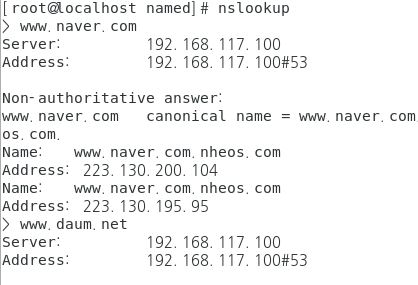 [root@localhost named]# nslookup
> www.naver.com
Server: 192.168.117.100
Address: 192.168.117.100#53
Non-authoritative answer:
www.naver.com canonical name = www.naver.com
os.com.
Name: www.naver.com.nheos.com
Address: 223.130.200.104
Name: www.naver.com.nheos.com
Address: 223.130.195.95
> www.daum.net
Server: 192.168.117.100
Address: 192.168.117.100#53